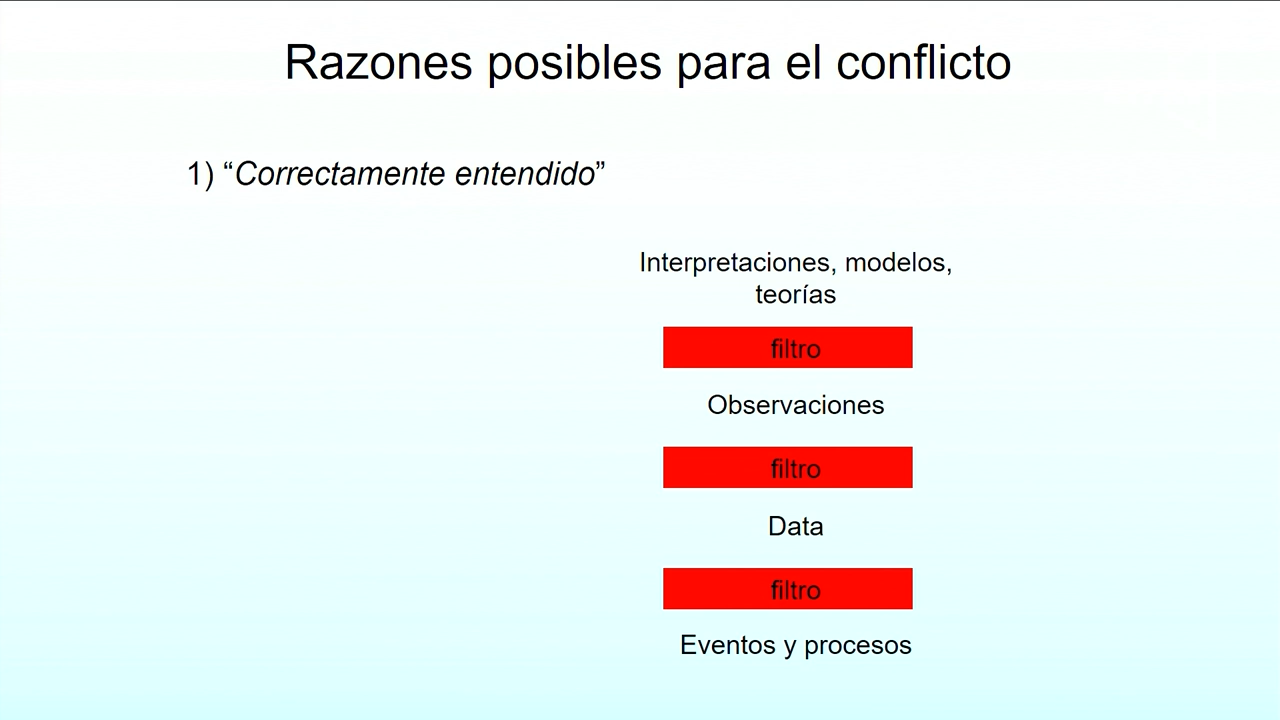 Razones posibles para el conflicto
1) “Correctamente entendido”
Interpretaciones, modelos,
teorías
filtro
Observaciones
filtro
Data
filtro
Eventos y procesos